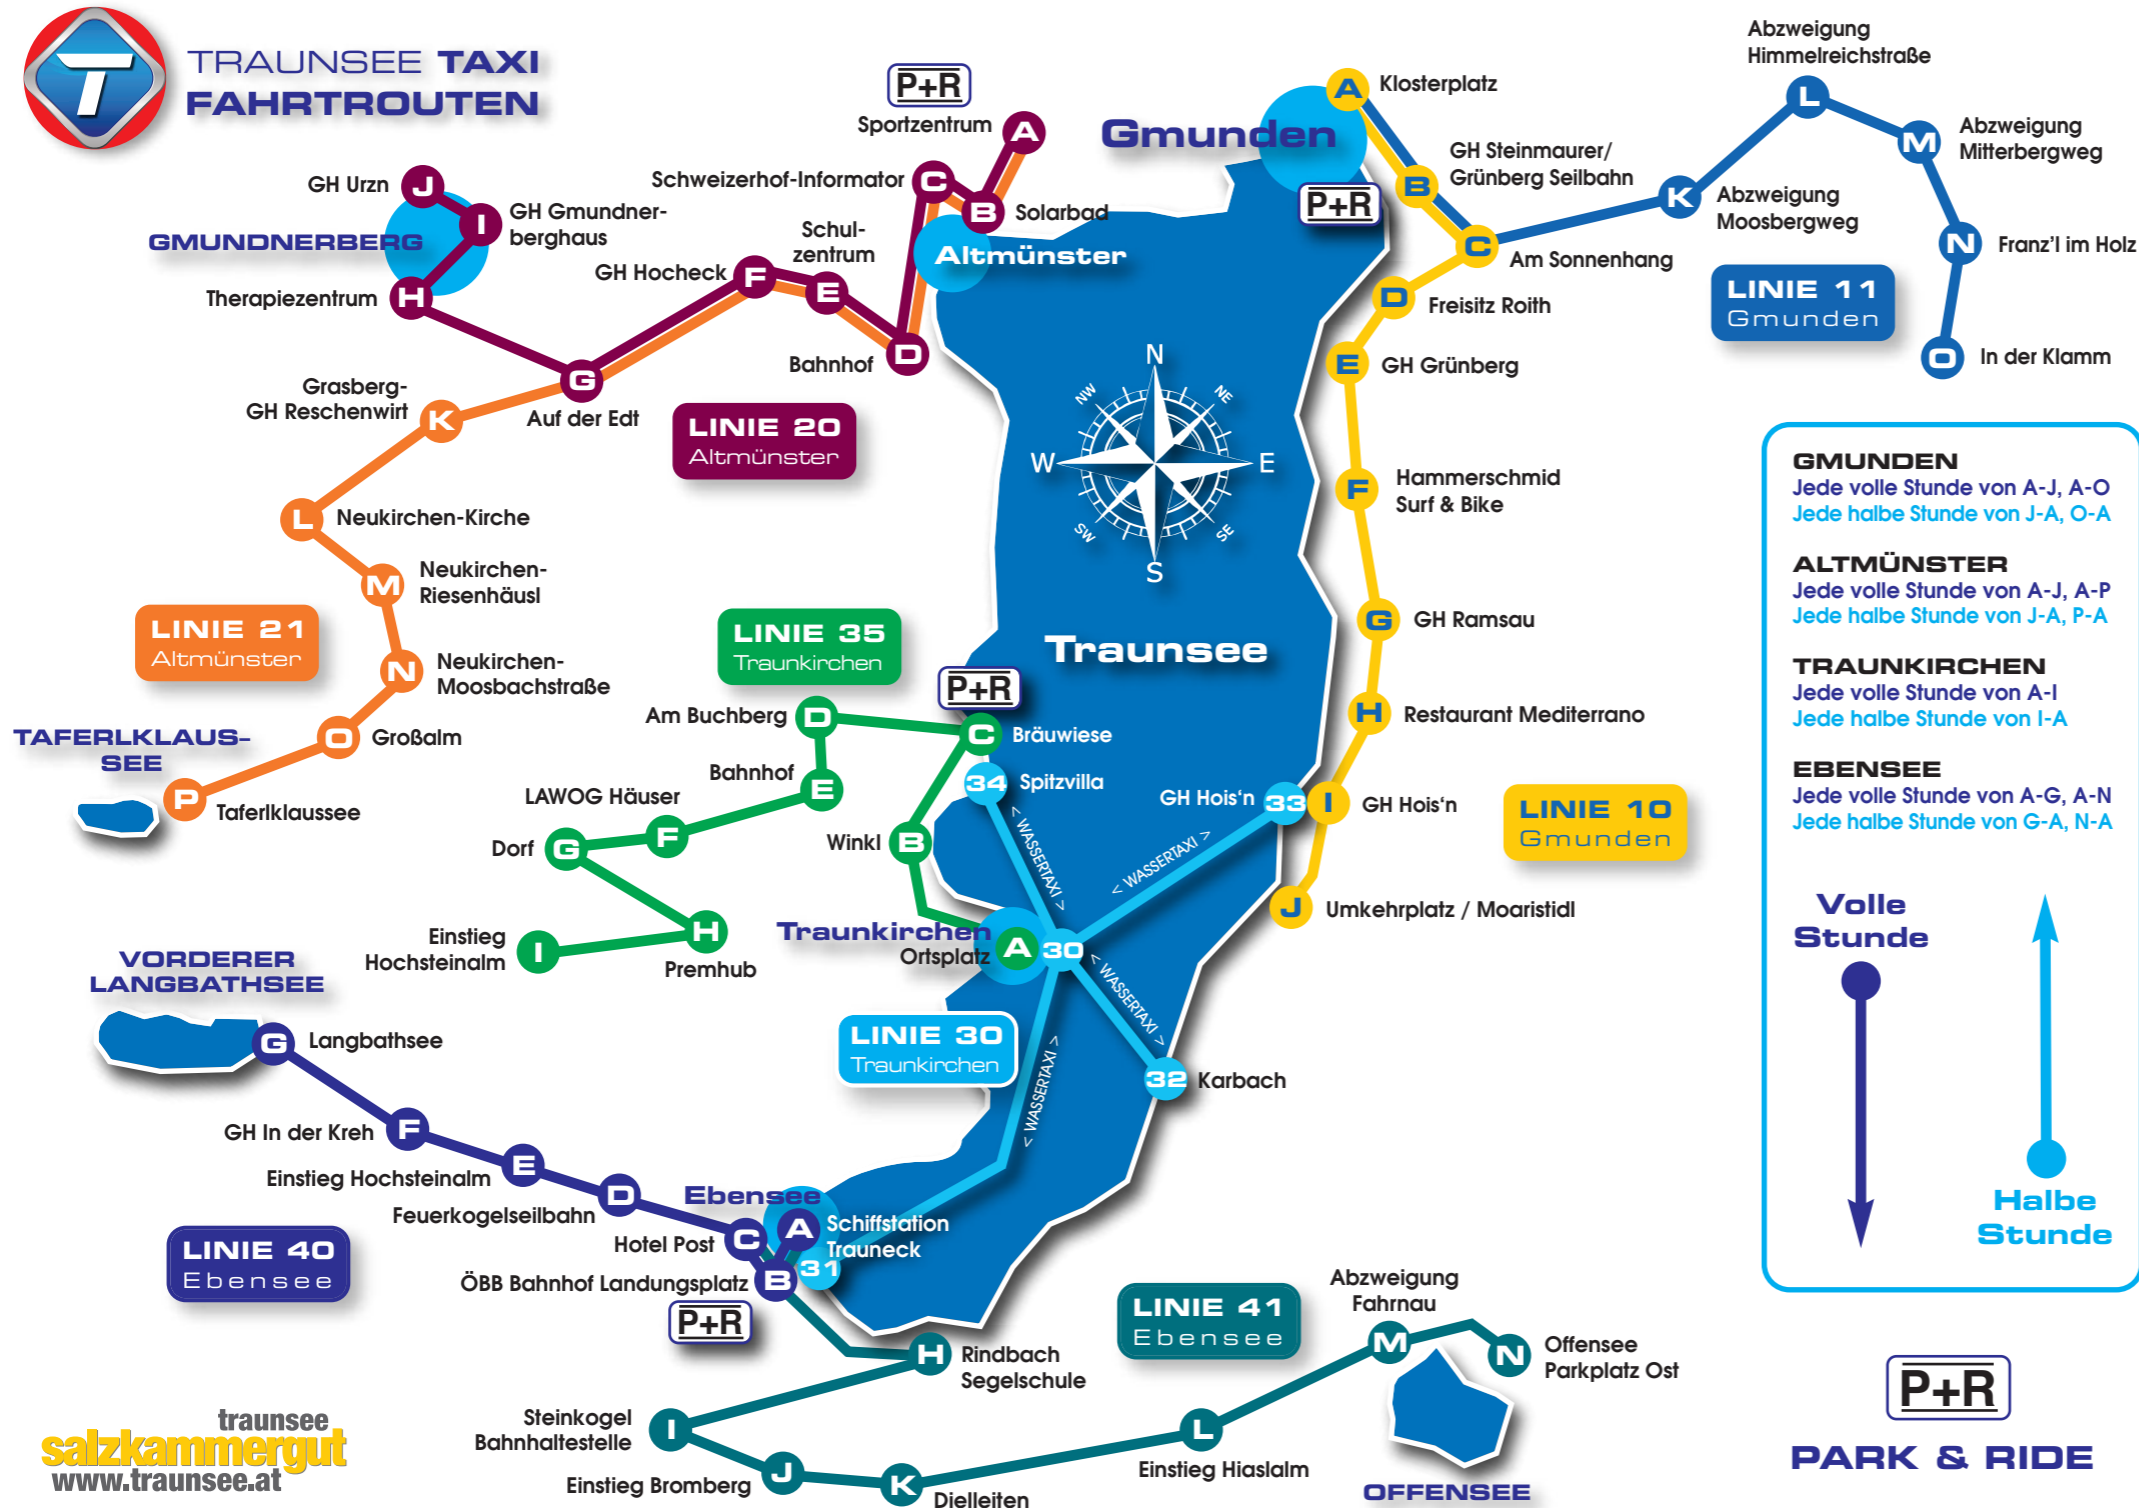 T
TRAUNSEE TAXI
FAHRTROUTEN
P+R
Sportzentrum
A
Schweizerhof-Informator
C
B
Solarbad
GH Urzn
J
I
GH Gmundner-
berghaus
GMUNDNERBERG
Therapiezentrum
H
Schul-
zentrum
GH Hocheck
F
E
Bahnhof
D
Altmünster
G
Auf der Edt
LINIE 20
Altmünster
Grasberg-
GH Reschenwirt
K
L
Neukirchen-Kirche
M
Neukirchen-
Riesenhäusl
LINIE 21
Altmünster
N
Neukirchen-
Moosbachstraße
O
Großalm
TAFERLKLAUS-
SEE
P
Taferlklaussee
Gmunden
P+R
A
Klosterplatz
B
GH Steinmaurer/
Grünberg Seilbahn
C
Am Sonnenhang
D
Freisitz Roith
E
GH Grünberg
F
Hammerschmid
Surf & Bike
G
GH Ramsau
H
Restaurant Mediterrano
I
GH Hois‘n
J
Umkehrplatz / Moaristidl
LINIE 10
Gmunden
K
Abzweigung
Moosbergweg
Abzweigung
Himmelreichstraße
L
M
Abzweigung
Mitterbergweg
N
Franz’l im Holz
O
In der Klamm
LINIE 11
Gmunden
N
NW
NE
W
E
SW
SE
S
Traunsee
LINIE 35
Traunkirchen
P+R
Am Buchberg
D
C
Bräuwiese
Bahnhof
E
34
Spitzvilla
LAWOG Häuser
F
Dorf
G
Winkl
B
GH Hois‘n
33
< WASSERTAXI >
< WASSERTAXI >
Einstieg
Hochsteinalm
I
H
Premhub
Traunkirchen
Ortsplatz
A
30
< WASSERTAXI >
< WASSERTAXI >
LINIE 30
Traunkirchen
32
Karbach
VORDERER
LANGBATHSEE
G
Langbathsee
GH In der Kreh
F
Einstieg Hochsteinalm
E
Feuerkogelseilbahn
D
Hotel Post
C
Ebensee
A
Schiffstation
Trauneck
31
ÖBB Bahnhof Landungsplatz
B
P+R
LINIE 40
Ebensee
H
Rindbach
Segelschule
Steinkogel
Bahnhaltestelle
I
Einstieg Bromberg
J
K
Dielleiten
L
Einstieg Hiaslalm
LINIE 41
Ebensee
Abzweigung
Fahrnau
M
N
Offensee
Parkplatz Ost
OFFENSEE
GMUNDEN
Jede volle Stunde von A-J, A-O
Jede halbe Stunde von J-A, O-A
ALTMÜNSTER
Jede volle Stunde von A-J, A-P
Jede halbe Stunde von J-A, P-A
TRAUNKIRCHEN
Jede volle Stunde von A-I
Jede halbe Stunde von I-A
EBENSEE
Jede volle Stunde von A-G, A-N
Jede halbe Stunde von G-A, N-A
Volle
Stunde
Halbe
Stunde
P+R
PARK & RIDE
traunsee
salzkammergut
www.traunsee.at